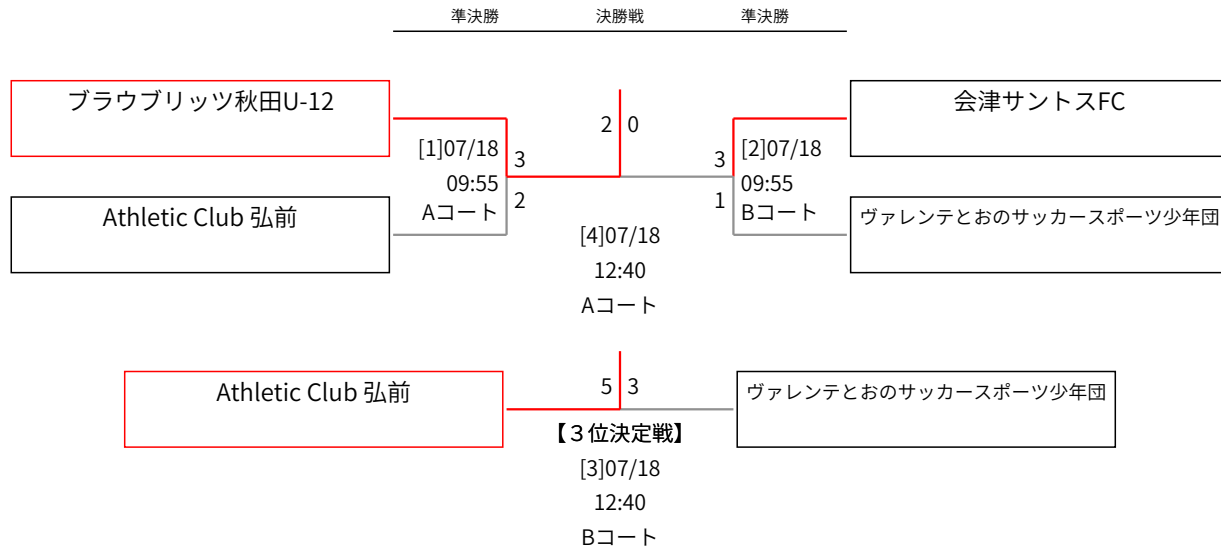 準決勝 決勝戦 準決勝
ブラウブリッツ秋田U-12
会津サントスFC
2 0
[1]07/18 3
09:55 2
Aコート
3 [2]07/18
1 09:55
Bコート
Athletic Club 弘前
ヴァレンテとおのサッカースポーツ少年団
[4]07/18
12:40
Aコート
Athletic Club 弘前
5 3
ヴァレンテとおのサッカースポーツ少年団
【３位決定戦】
[3]07/18
12:40
Bコート